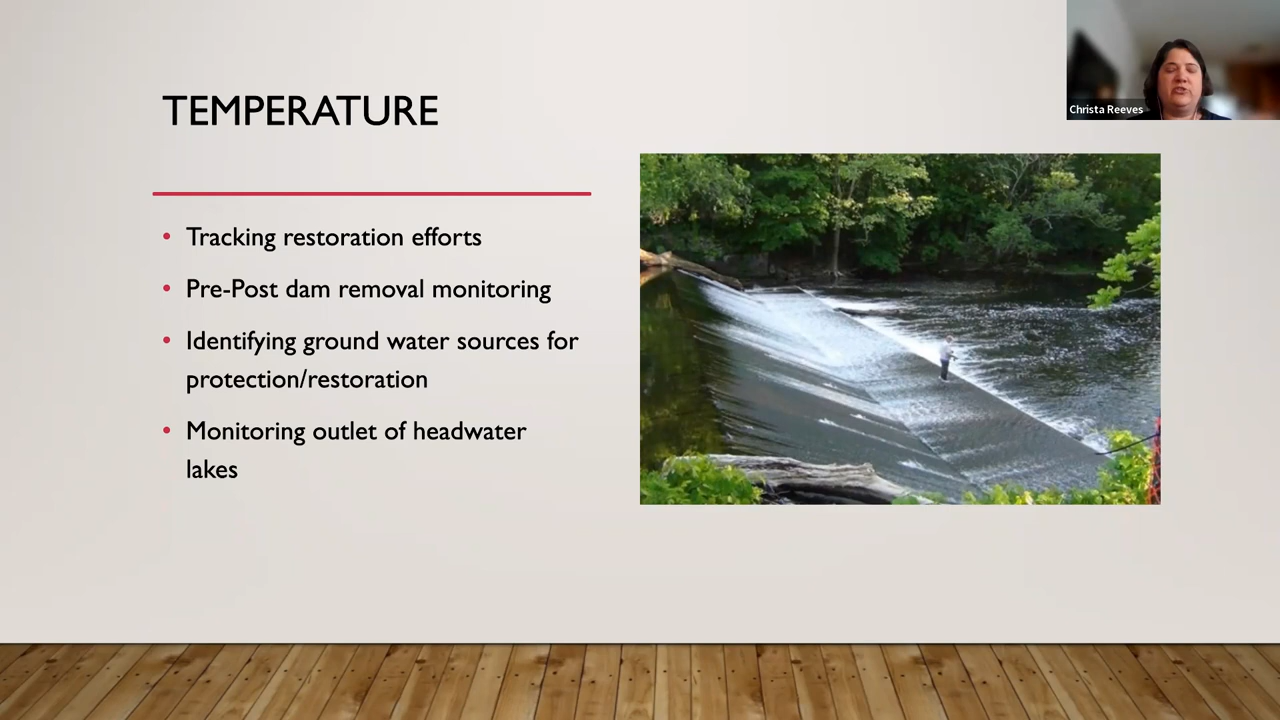 TEMPERATURE
• Tracking restoration efforts
• Pre-Post dam removal monitoring
• Identifying ground water sources for
protection/restoration
• Monitoring outlet of headwater
lakes
Christa Reeves